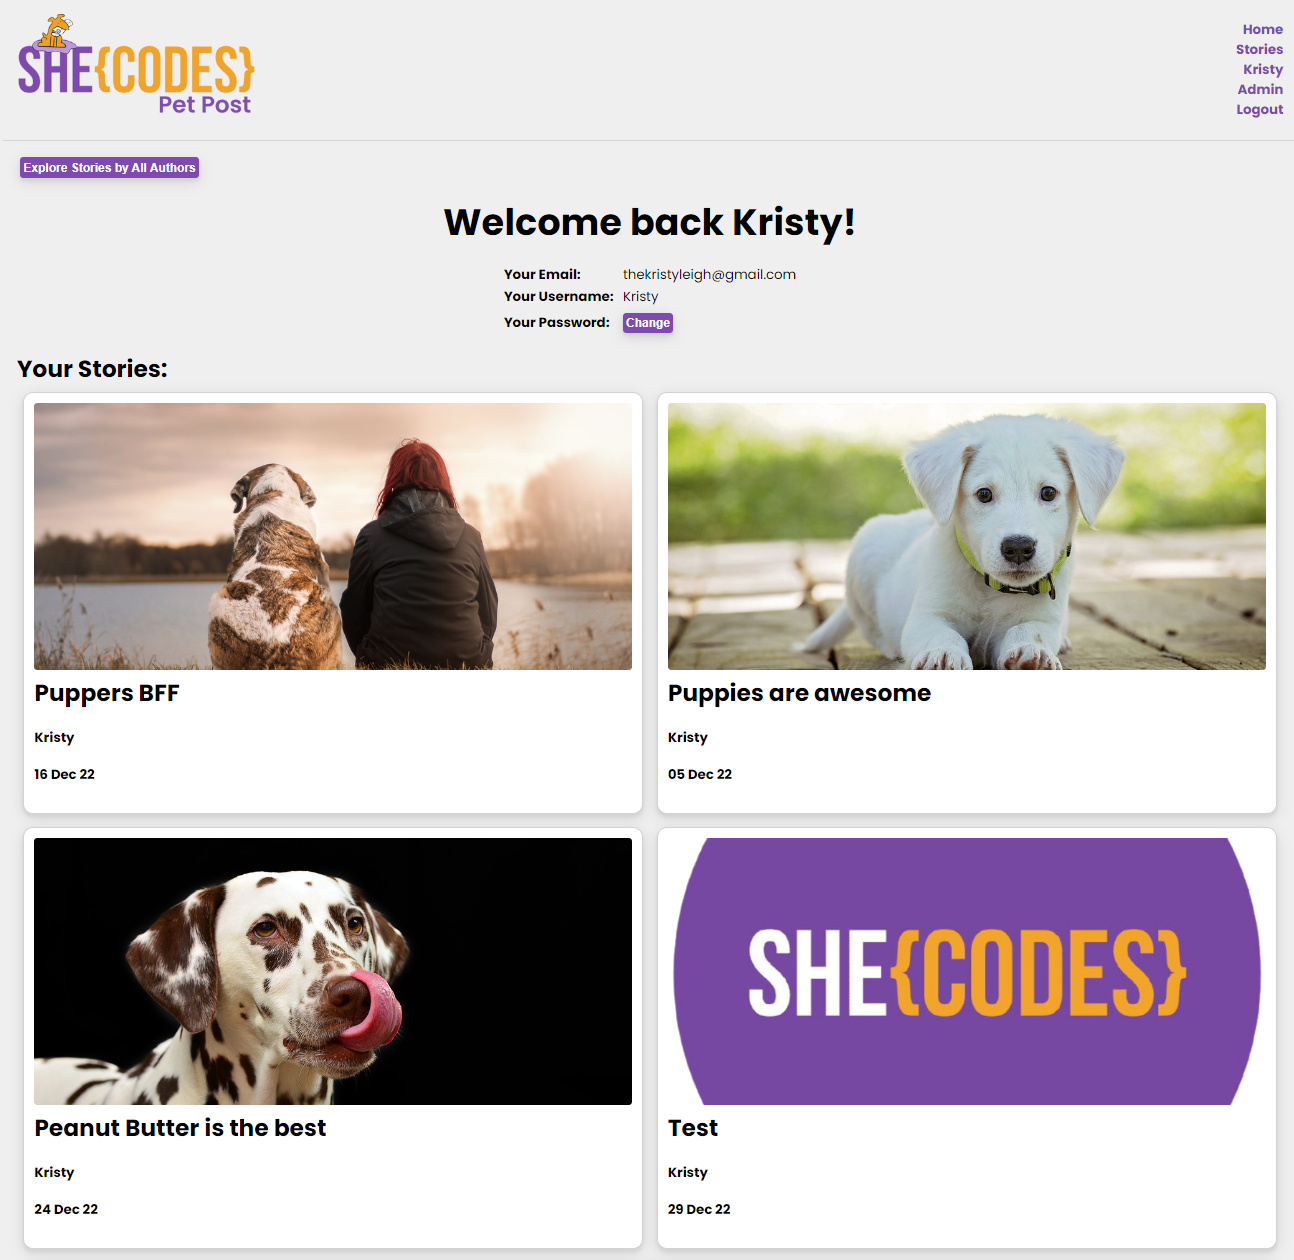 SHE{CODES}
Pet Post
Home
Stories
Kristy
Admin
Logout
Explore Stories by All Authors
Welcome back Kristy!
Your Email: thekristyleigh@gmail.com
Your Username: Kristy
Your Password: Change
Your Stories:
Puppers BFF
Kristy
16 Dec 22
Puppies are awesome
Kristy
05 Dec 22
Peanut Butter is the best
Kristy
24 Dec 22
SHE{CODES}
Test
Kristy
29 Dec 22